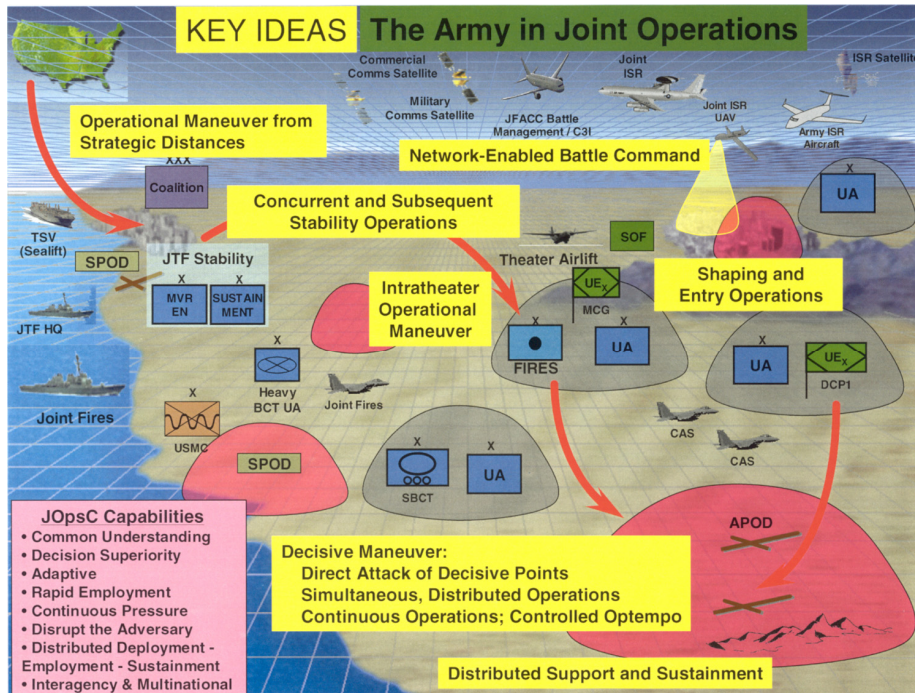 KEY IDEAS The Army in Joint Operations
Commercial
Comms Satellite
Military
Comms Satellite
JFACC Battle
Management / C3I
Joint
ISR
Joint ISR
UAV
ISR Satellite
Army ISR
Aircraft
Operational Maneuver from
Strategic Distances
Network-Enabled Battle Command
XXX
Coalition
X
UA
Concurrent and Subsequent
Stability Operations
TSV
(Sealift)
SPOD
JTF Stability
X
MVR
EN
X
SUSTAIN
MENT
SOF
Theater Airlift
Shaping and
Entry Operations
Intratheater
Operational
Maneuver
UEX
MCG
X
FIRES
X
UA
X
UA
UEX
DCP1
JTF HQ
Joint Fires
X
Heavy
BCT UA
Joint Fires
X
USMC
CAS
CAS
SPOD
X
SBCT
X
UA
APOD
JOpsC Capabilities
• Common Understanding
• Decision Superiority
• Adaptive
• Rapid Employment
• Continuous Pressure
• Disrupt the Adversary
• Distributed Deployment -
Employment - Sustainment
• Interagency & Multinational
Decisive Maneuver:
Direct Attack of Decisive Points
Simultaneous, Distributed Operations
Continuous Operations; Controlled Optempo
Distributed Support and Sustainment